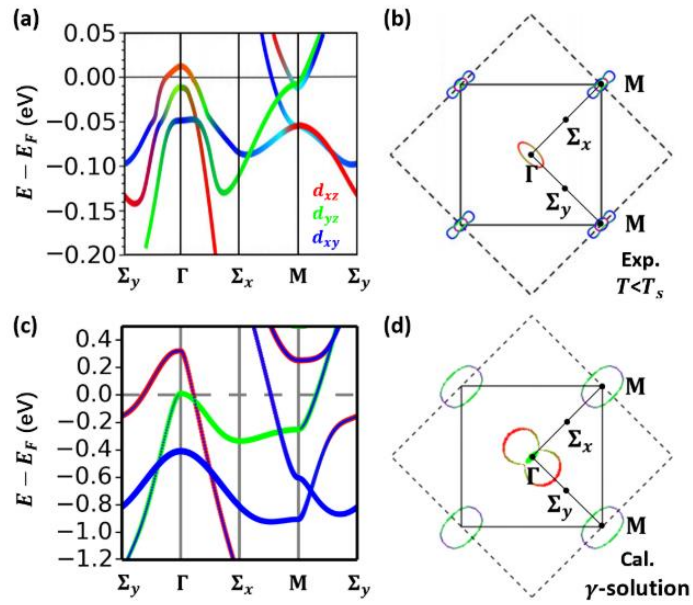 (a)
E − E_F (eV)
0.05
0.00
−0.05
−0.10
−0.15
−0.20
d_xz
d_yz
d_xy
Σ_y Γ Σ_x M Σ_y
(b)
M
Σ_x
Γ
Σ_y
M
Exp.
T<T_s
(c)
E − E_F (eV)
0.4
0.2
0.0
−0.2
−0.4
−0.6
−0.8
−1.0
−1.2
Σ_y Γ Σ_x M Σ_y
(d)
M
Σ_x
Γ
Σ_y
M
Cal.
γ-solution